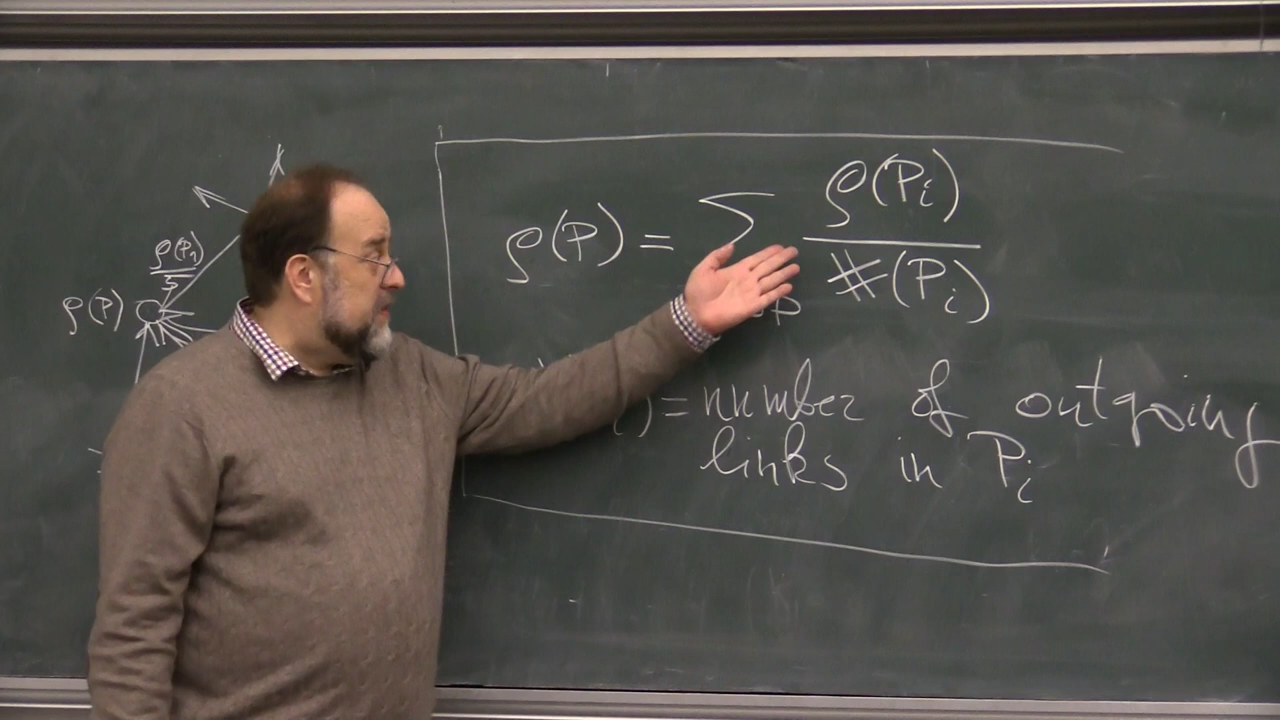 ρ(P₁)/5
ρ(P)
ρ(P) = Σ ρ(Pᵢ)/#(Pᵢ)
P
) = number of outgoing
links in Pᵢ